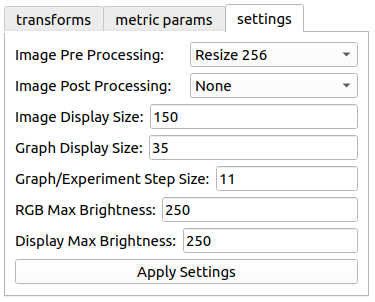 transforms metric params settings
Image Pre Processing: Resize 256
Image Post Processing: None
Image Display Size: 150
Graph Display Size: 35
Graph/Experiment Step Size: 11
RGB Max Brightness: 250
Display Max Brightness: 250
Apply Settings